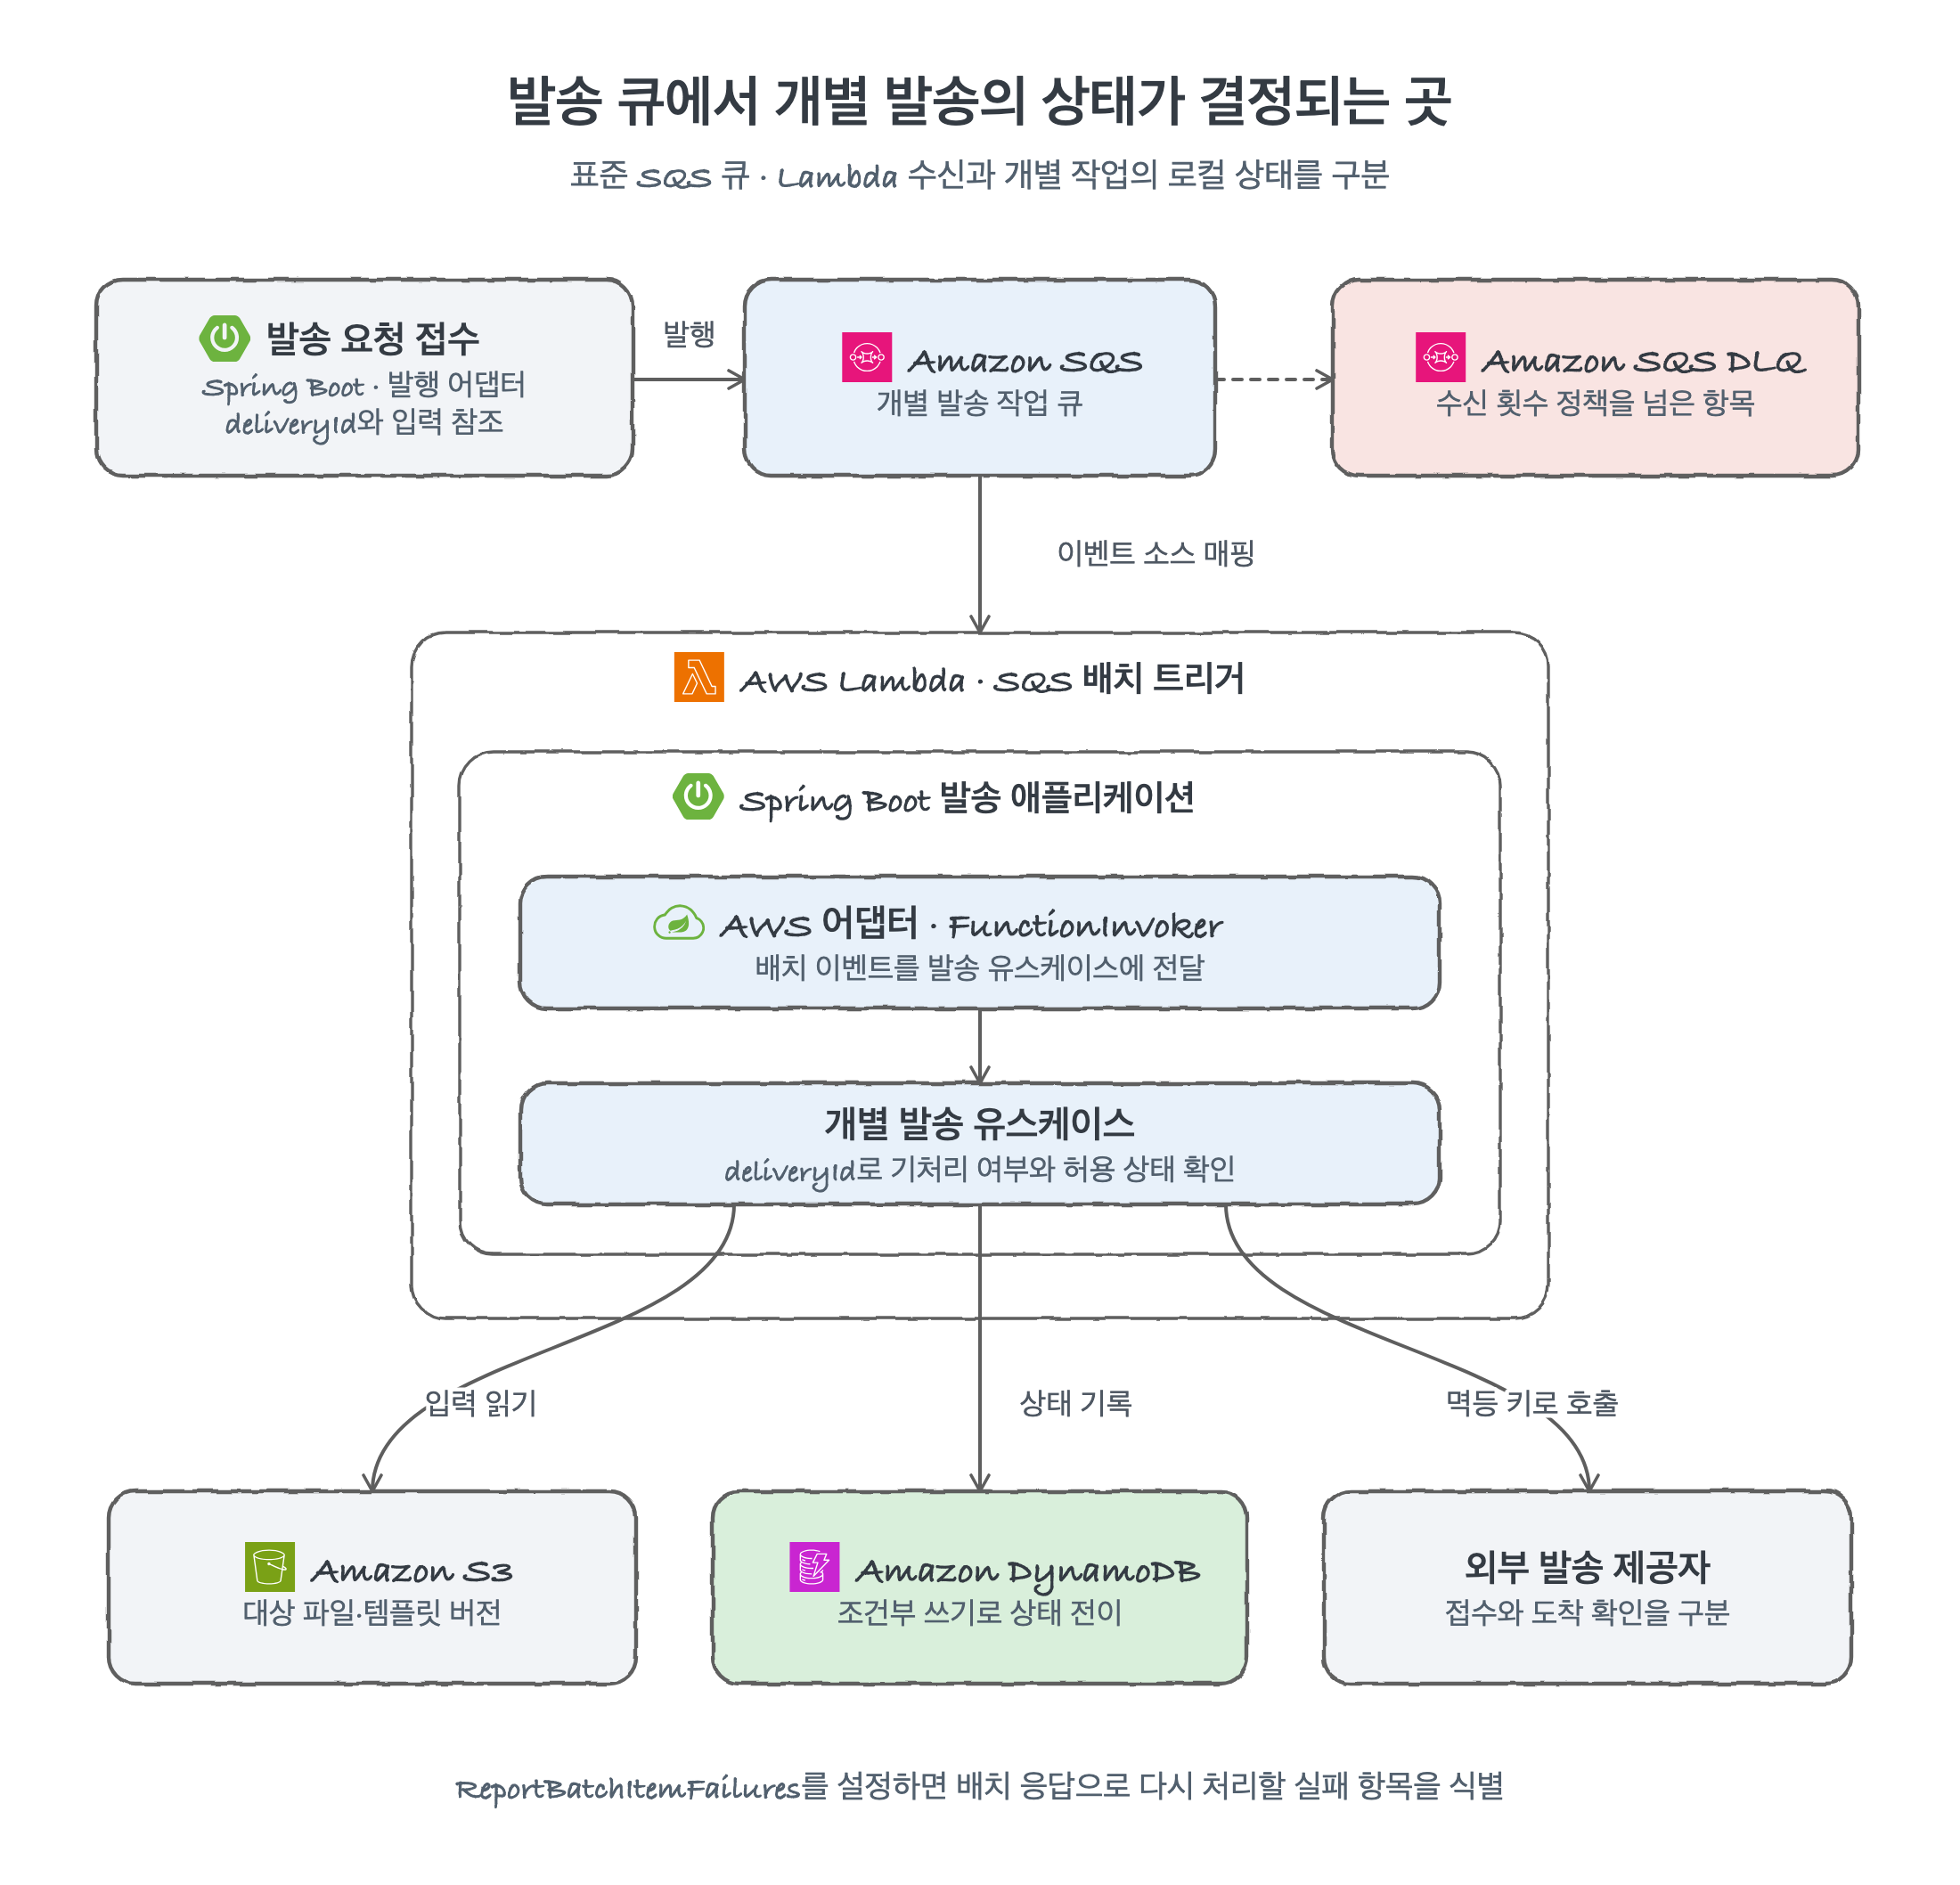 발송 큐에서 개별 발송의 상태가 결정되는 곳
표준 SQS 큐 · Lambda 수신과 개별 작업의 로컬 상태를 구분
발송 요청 접수
Spring Boot · 발행 어댑터
deliveryId와 입력 참조
발행
Amazon SQS
개별 발송 작업 큐
Amazon SQS DLQ
수신 횟수 정책을 넘은 항목
이벤트 소스 매핑
AWS Lambda · SQS 배치 트리거
Spring Boot 발송 애플리케이션
AWS 어댑터 · FunctionInvoker
배치 이벤트를 발송 유스케이스에 전달
개별 발송 유스케이스
deliveryId로 기처리 여부와 허용 상태 확인
입력 읽기
상태 기록
멱등 키로 호출
Amazon S3
대상 파일·템플릿 버전
Amazon DynamoDB
조건부 쓰기로 상태 전이
외부 발송 제공자
접수와 도착 확인을 구분
ReportBatchItemFailures를 설정하면 배치 응답으로 다시 처리할 실패 항목을 식별